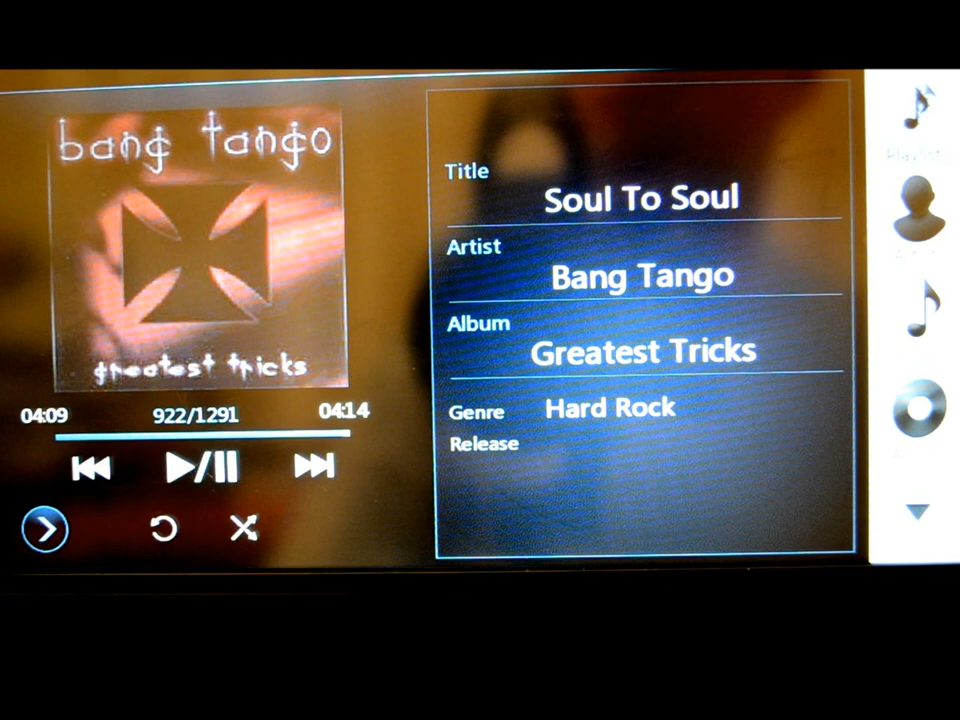 bang tango
greatest tricks
04:09 922/1291 04:14
Title
Soul To Soul
Artist
Bang Tango
Album
Greatest Tricks
Genre Hard Rock
Release
Playlists